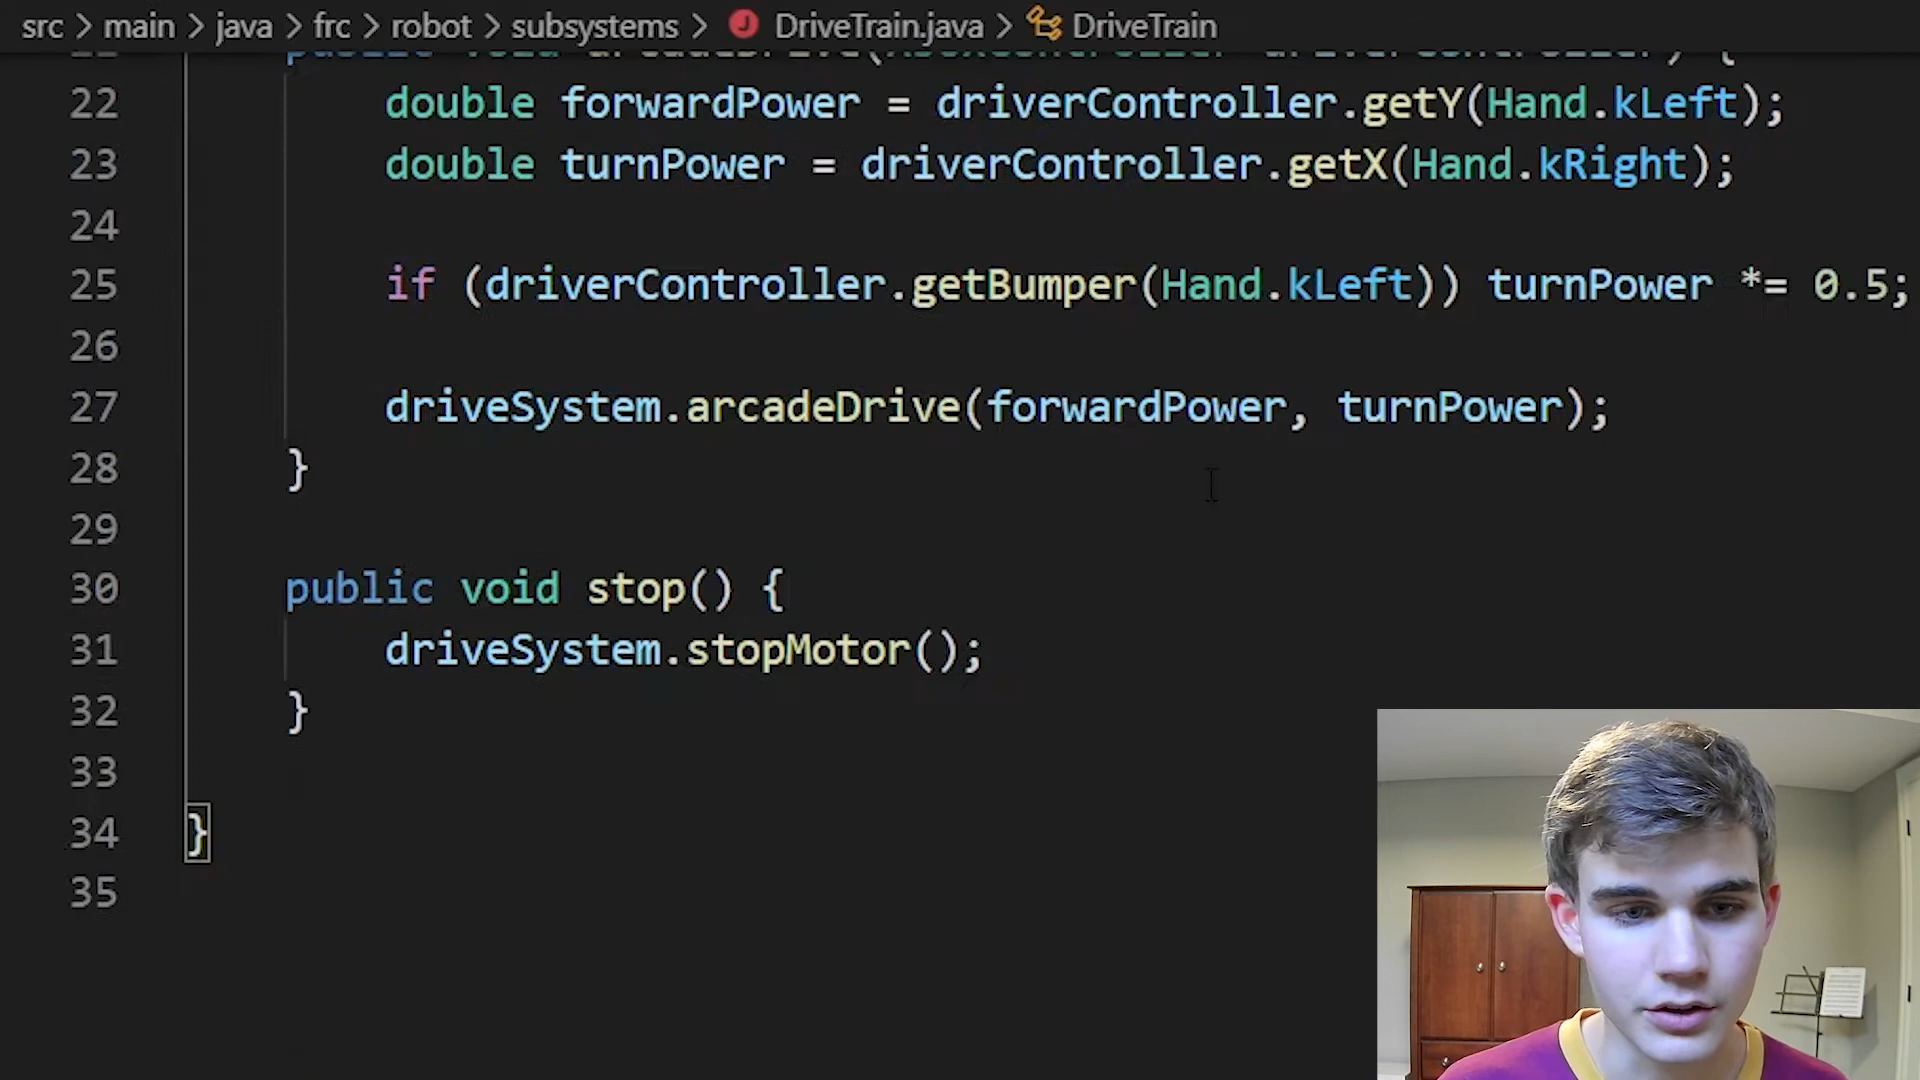 src > main > java > frc > robot > subsystems > DriveTrain.java > DriveTrain
22 double forwardPower = driverController.getY(Hand.kLeft);
23 double turnPower = driverController.getX(Hand.kRight);
24
25 if (driverController.getBumper(Hand.kLeft)) turnPower *= 0.5;
26
27 driveSystem.arcadeDrive(forwardPower, turnPower);
28 }
29
30 public void stop() {
31 driveSystem.stopMotor();
32 }
33
34 }
35